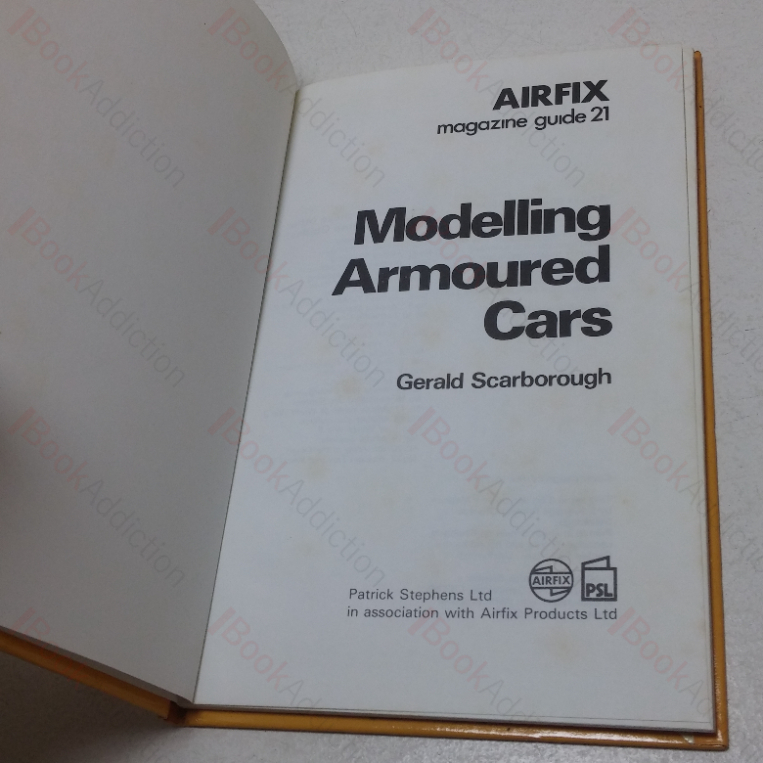 AIRFIX
magazine guide 21
Modelling
Armoured
Cars
Gerald Scarborough
AIRFIX
PSL
Patrick Stephens Ltd
in association with Airfix Products Ltd
BookAddiction